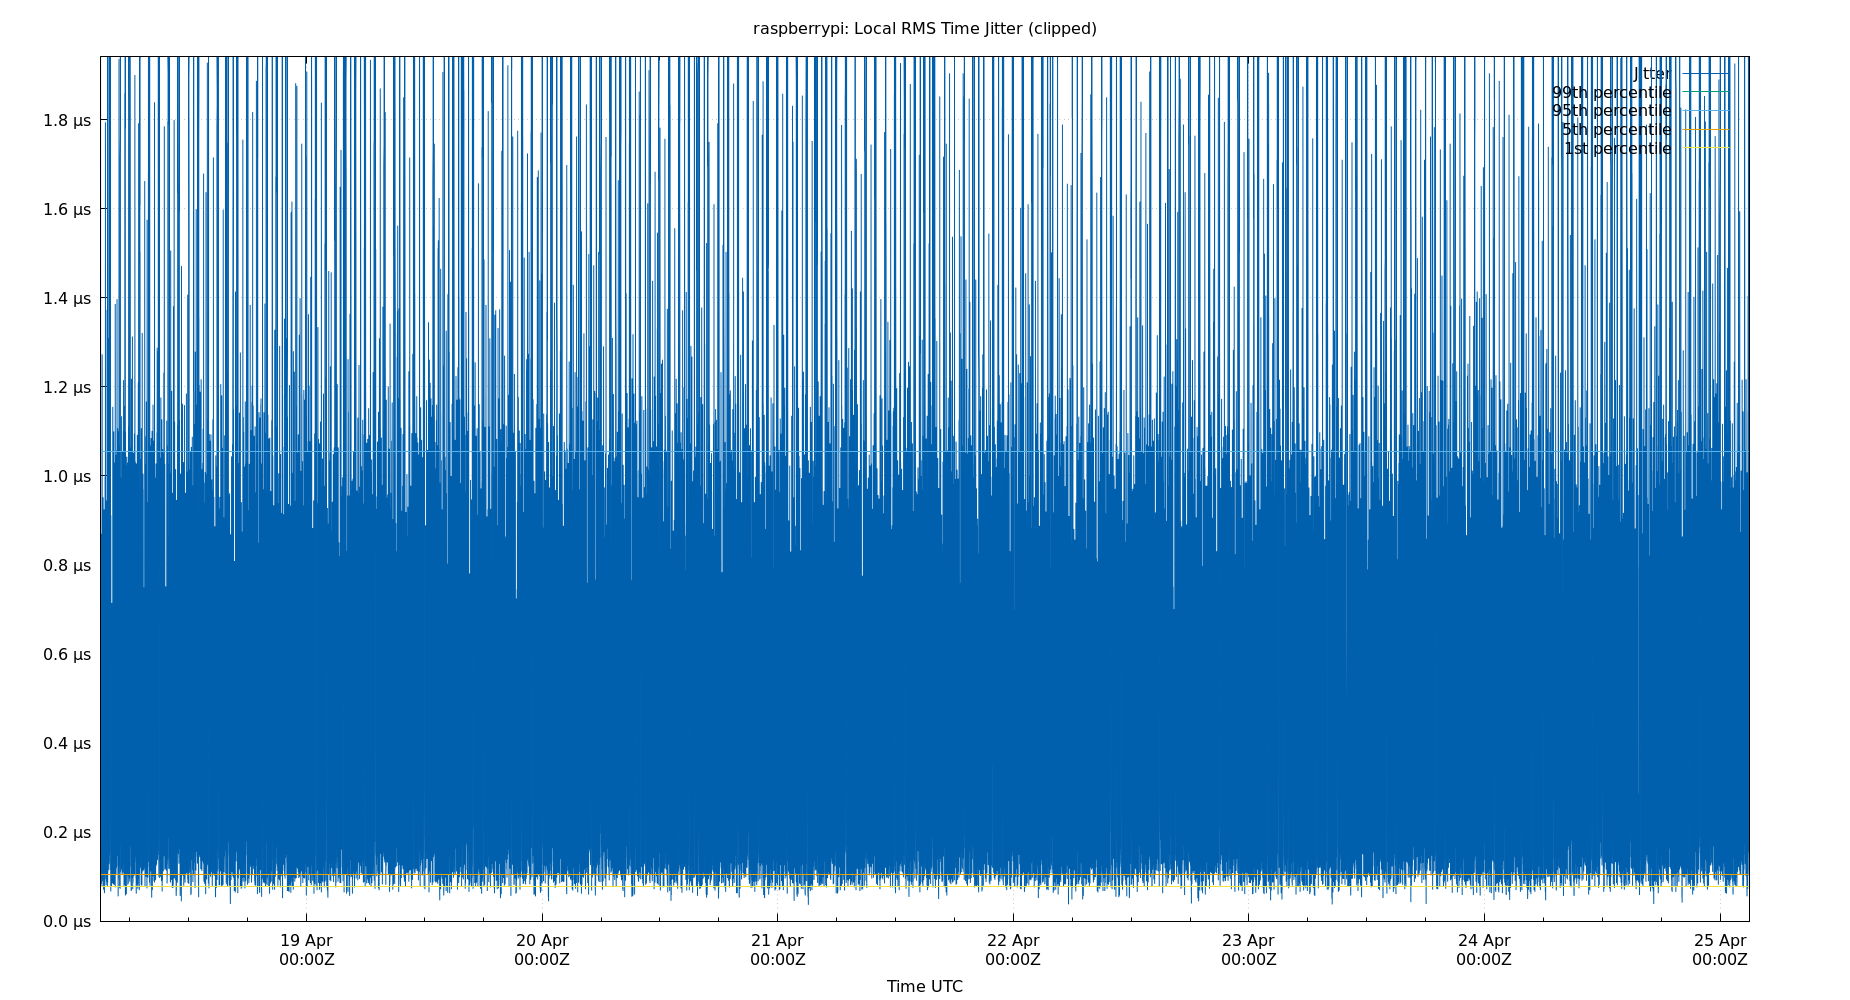 raspberrypi: Local RMS Time Jitter (clipped)
Jitter
99th percentile
95th percentile
5th percentile
1st percentile
1.8 µs
1.6 µs
1.4 µs
1.2 µs
1.0 µs
0.8 µs
0.6 µs
0.4 µs
0.2 µs
0.0 µs
19 Apr 20 Apr 21 Apr 22 Apr 23 Apr 24 Apr 25 Apr
00:00Z 00:00Z 00:00Z 00:00Z 00:00Z 00:00Z 00:00Z
Time UTC